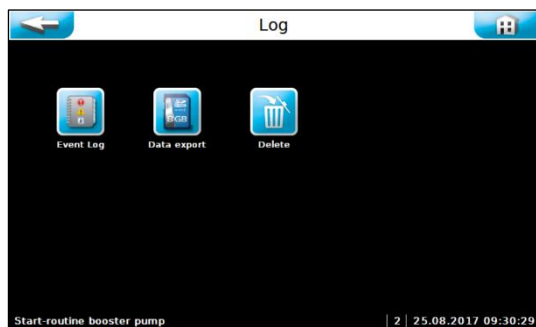 Log
Event Log
Data export
Delete
Start-routine booster pump
2
25.08.2017 09:30:29